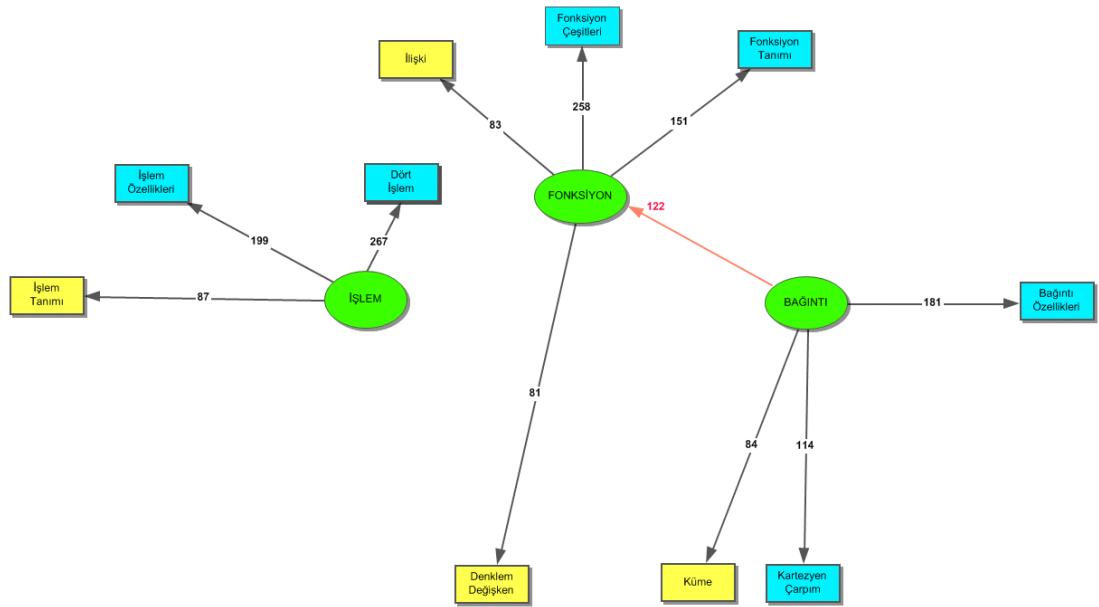 Fonksiyon
Çeşitleri
Fonksiyon
Tanımı
İlişki
258
151
83
İşlem
Özellikleri
Dört
İşlem
FONKSİYON
122
199
267
İşlem
Tanımı
87
İŞLEM
BAĞINTI
181
Bağıntı
Özellikleri
81
84
114
Denklem
Değişken
Küme
Kartezyen
Çarpım